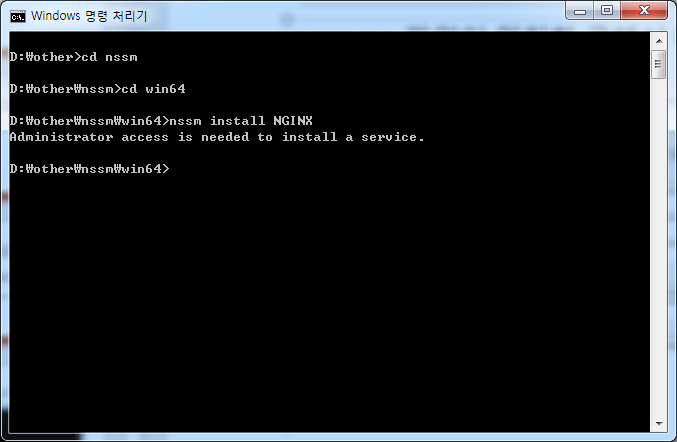 Windows 명령 처리기
D:₩other>cd nssm
D:₩other₩nssm>cd win64
D:₩other₩nssm₩win64>nssm install NGINX
Administrator access is needed to install a service.
D:₩other₩nssm₩win64>